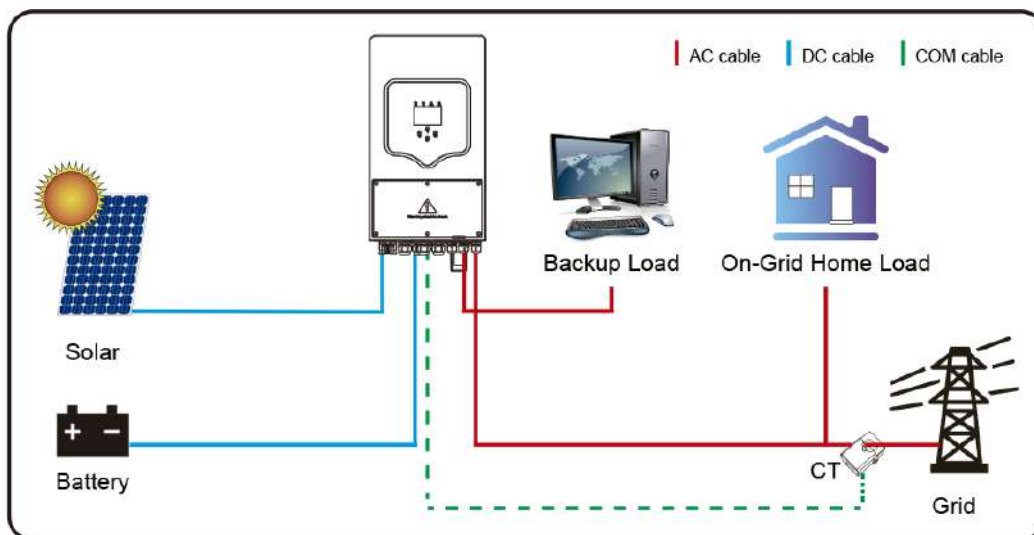 AC cable
DC cable
COM cable
Backup Load
On-Grid Home Load
Solar
Battery
CT
Grid